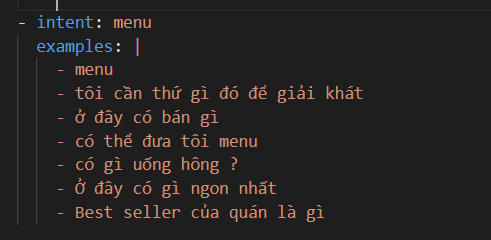 - intent: menu
examples: |
- menu
- tôi cần thứ gì đó để giải khát
- ở đây có bán gì
- có thể đưa tôi menu
- có gì uống hông ?
- Ở đây có gì ngon nhất
- Best seller của quán là gì